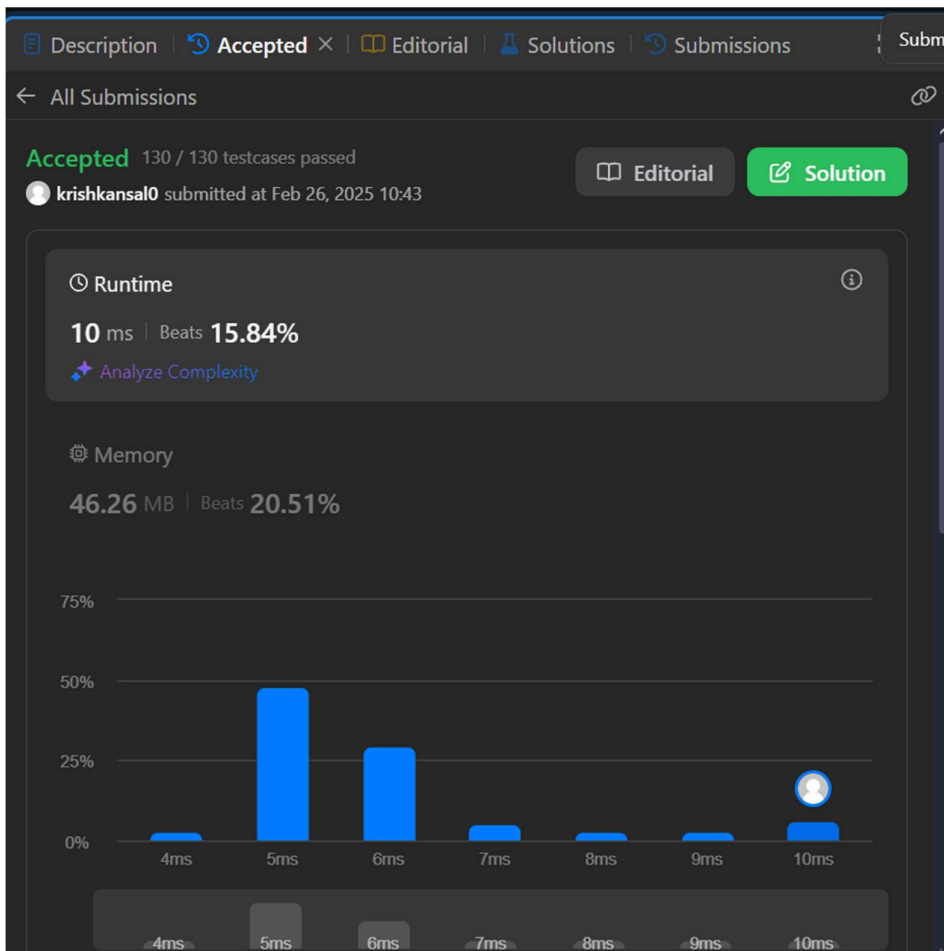 Description Accepted Editorial Solutions Submissions Subm
All Submissions
Accepted 130 / 130 testcases passed
krishkansal0 submitted at Feb 26, 2025 10:43
Editorial Solution
Runtime
10 ms Beats 15.84%
Analyze Complexity
Memory
46.26 MB Beats 20.51%
75%
50%
25%
0%
4ms 5ms 6ms 7ms 8ms 9ms 10ms
4ms 5ms 6ms 7ms 8ms 9ms 10ms